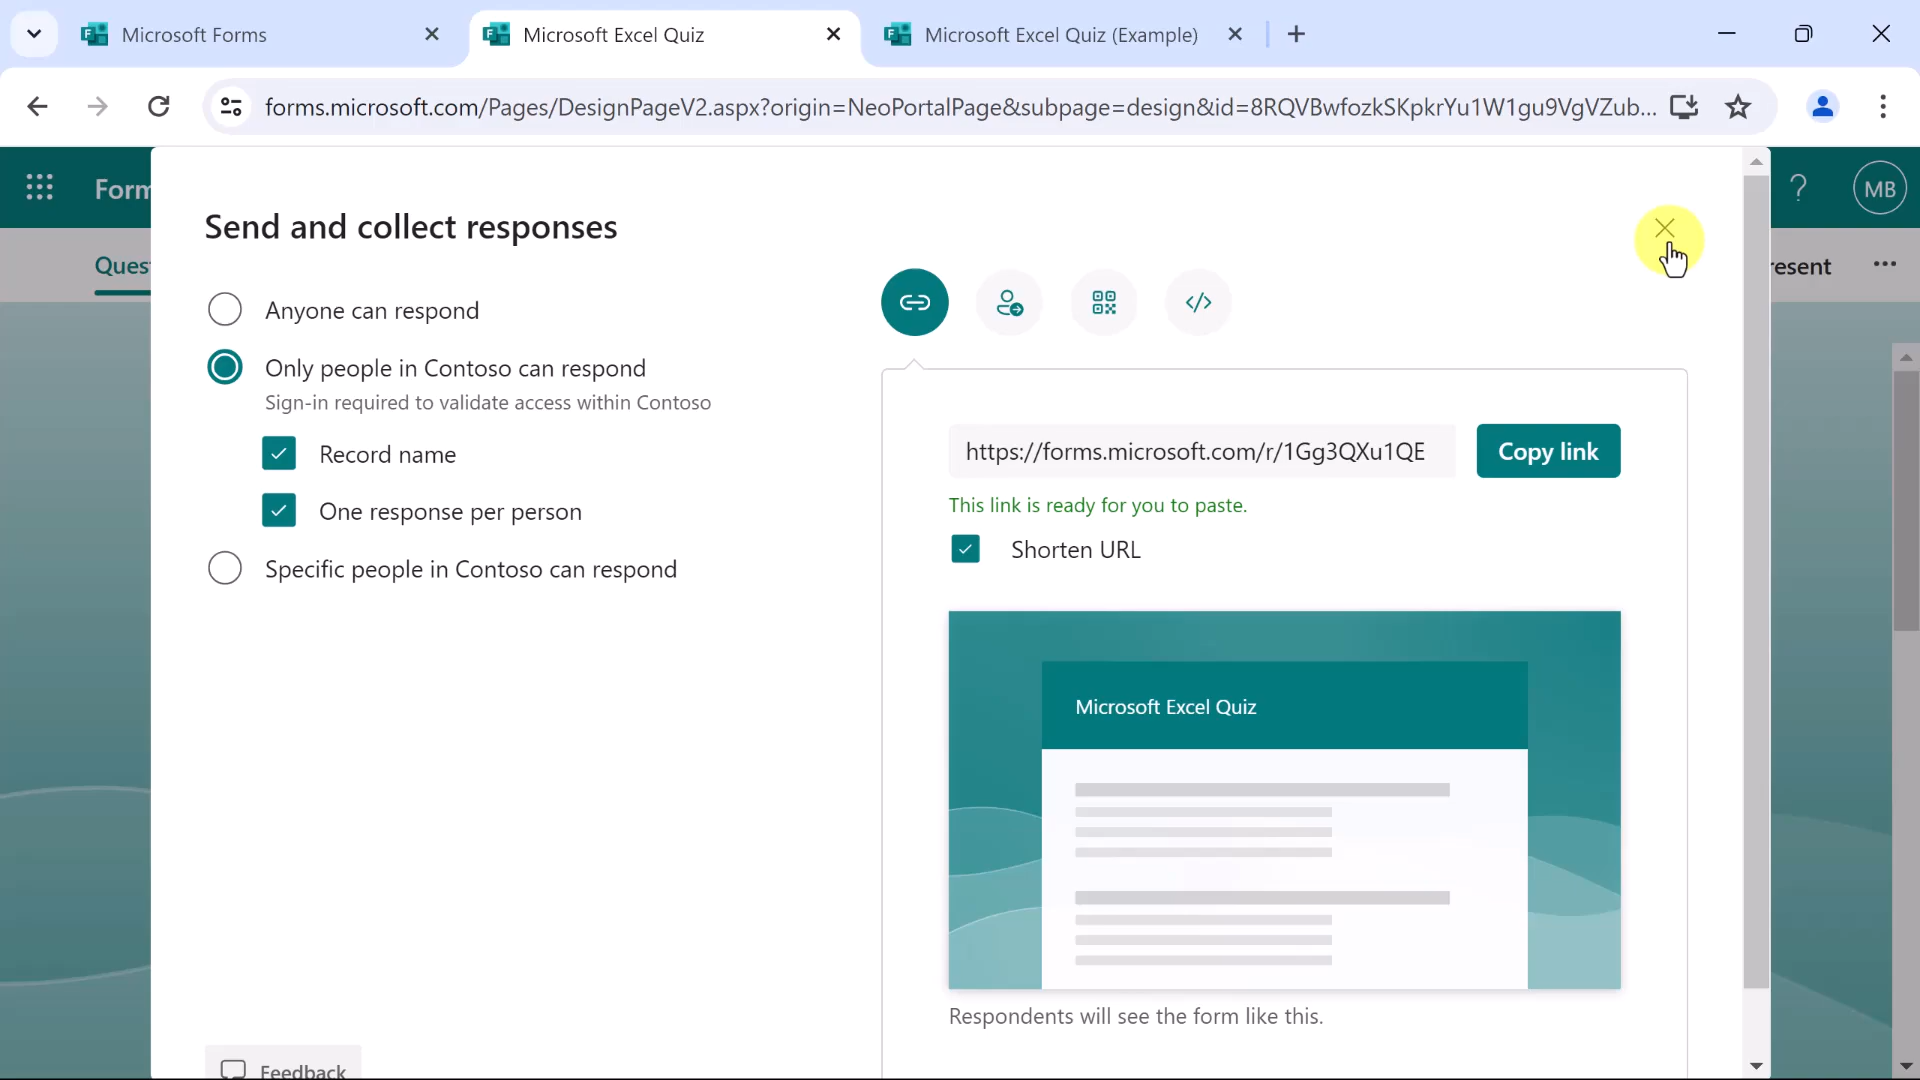 Microsoft Forms
Microsoft Excel Quiz
Microsoft Excel Quiz (Example)
forms.microsoft.com/Pages/DesignPageV2.aspx?origin=NeoPortalPage&subpage=design&id=8RQVBwfozkSKpkrYu1W1gu9VgVZub...
Form
?
MB
Send and collect responses
Ques
resent
Anyone can respond
Only people in Contoso can respond
Sign-in required to validate access within Contoso
Record name
One response per person
Specific people in Contoso can respond
https://forms.microsoft.com/r/1Gg3QXu1QE
Copy link
This link is ready for you to paste.
Shorten URL
Microsoft Excel Quiz
Respondents will see the form like this.
Feedback